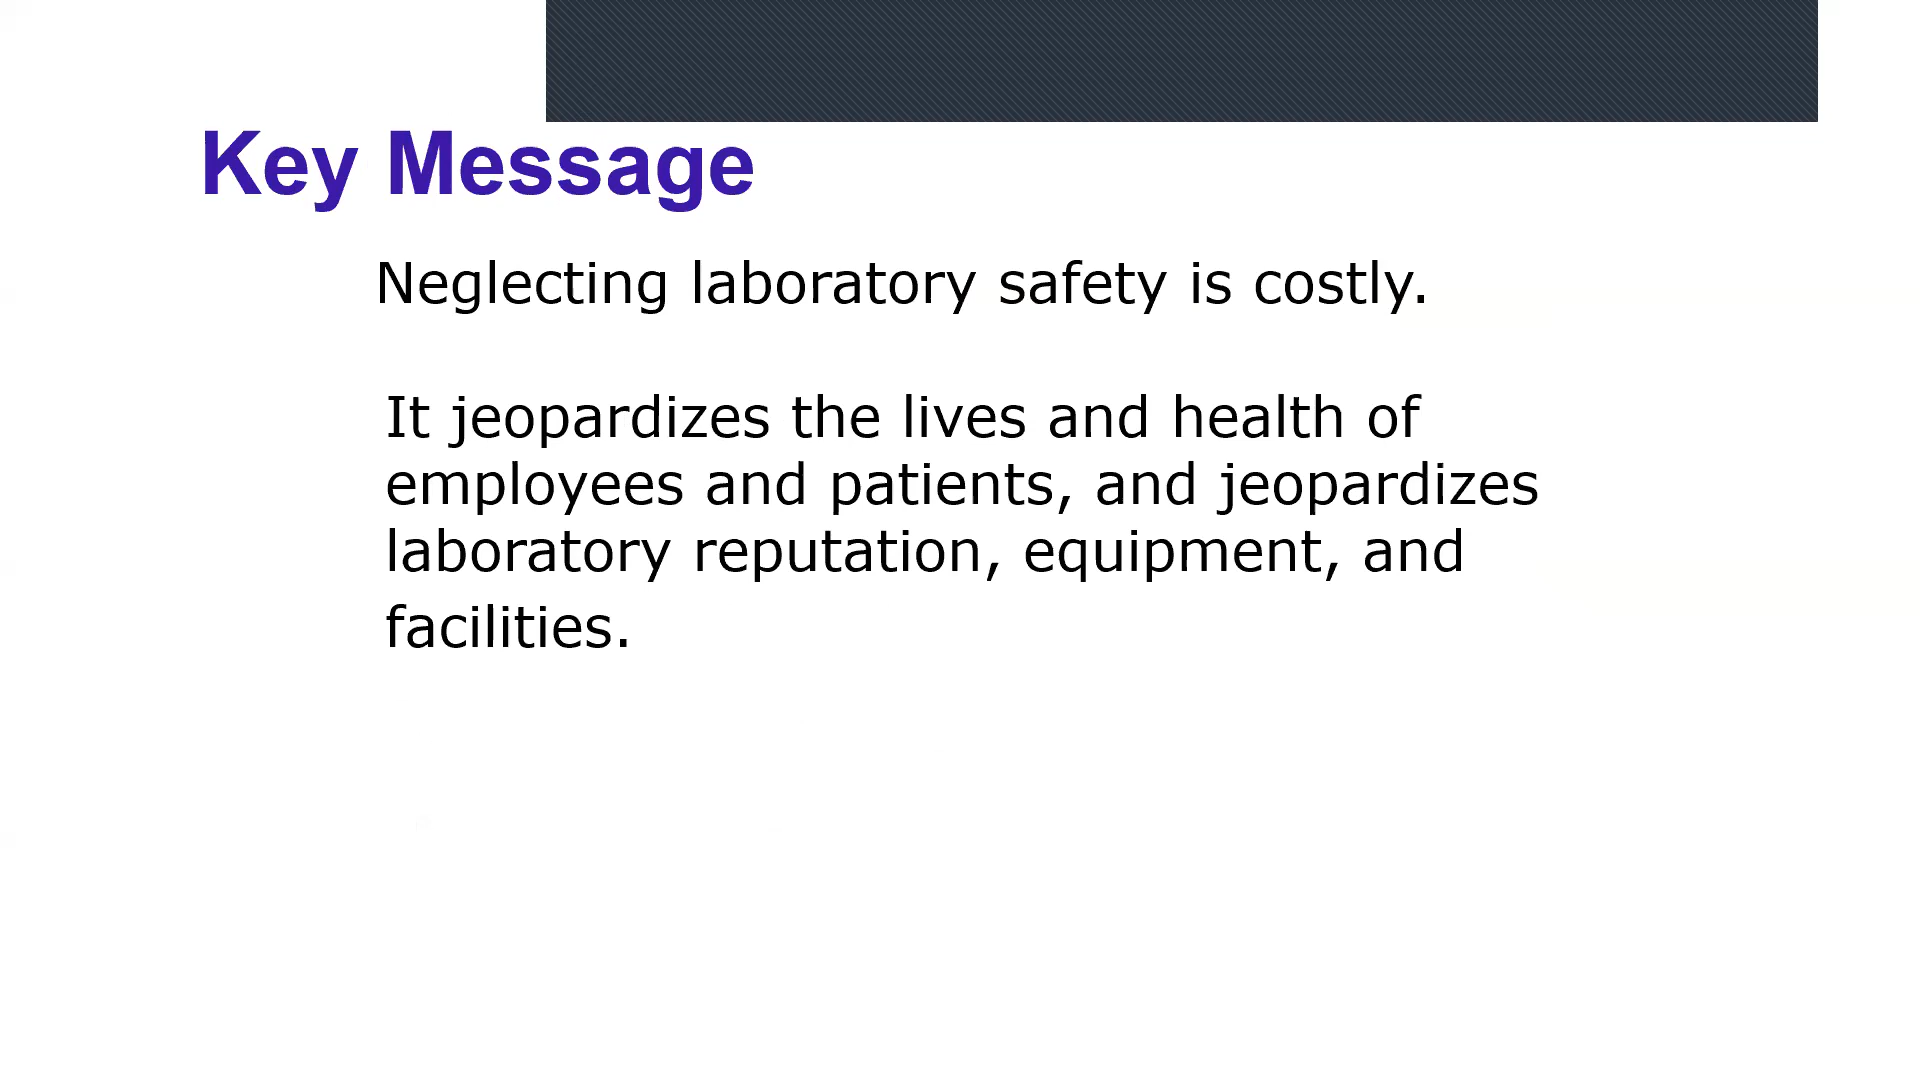 Key Message
Neglecting laboratory safety is costly.
It jeopardizes the lives and health of
employees and patients, and jeopardizes
laboratory reputation, equipment, and
facilities.